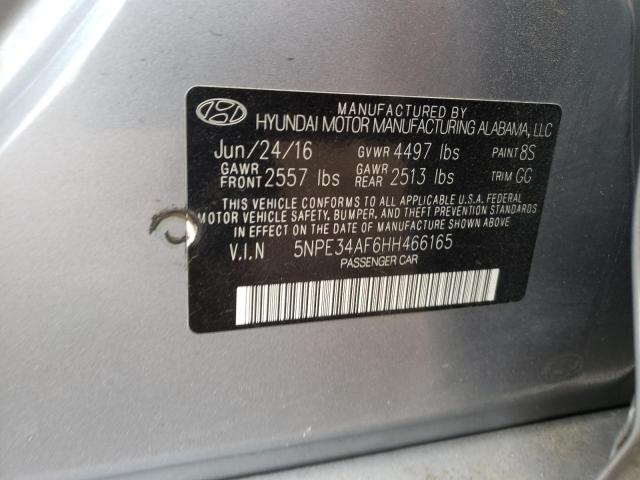 MANUFACTURED BY
HYUNDAI MOTOR MANUFACTURING ALABAMA, LLC
Jun/24/16 GVWR 4497 lbs PAINT 8S
GAWR FRONT 2557 lbs GAWR REAR 2513 lbs TRIM GG
THIS VEHICLE CONFORMS TO ALL APPLICABLE U.S.A. FEDERAL
MOTOR VEHICLE SAFETY, BUMPER, AND THEFT PREVENTION STANDARDS
IN EFFECT ON THE DATE OF MANUFACTURE SHOWN ABOVE.
V.I.N 5NPE34AF6HH466165
PASSENGER CAR